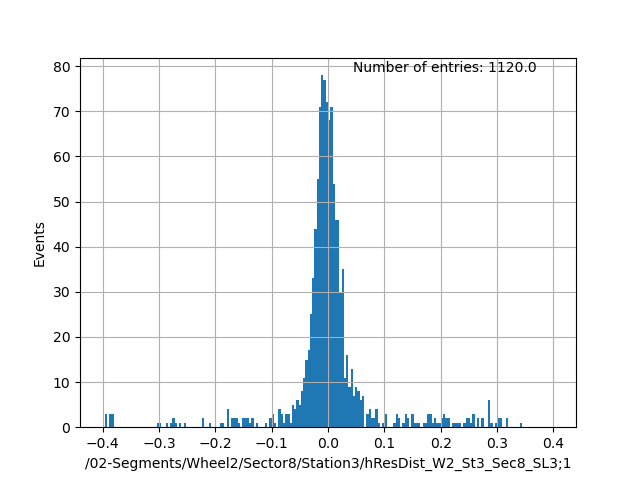 Number of entries: 1120.0
80
70
60
50
40
30
20
10
0
Events
−0.4 −0.3 −0.2 −0.1 0.0 0.1 0.2 0.3 0.4
/02-Segments/Wheel2/Sector8/Station3/hResDist_W2_St3_Sec8_SL3;1